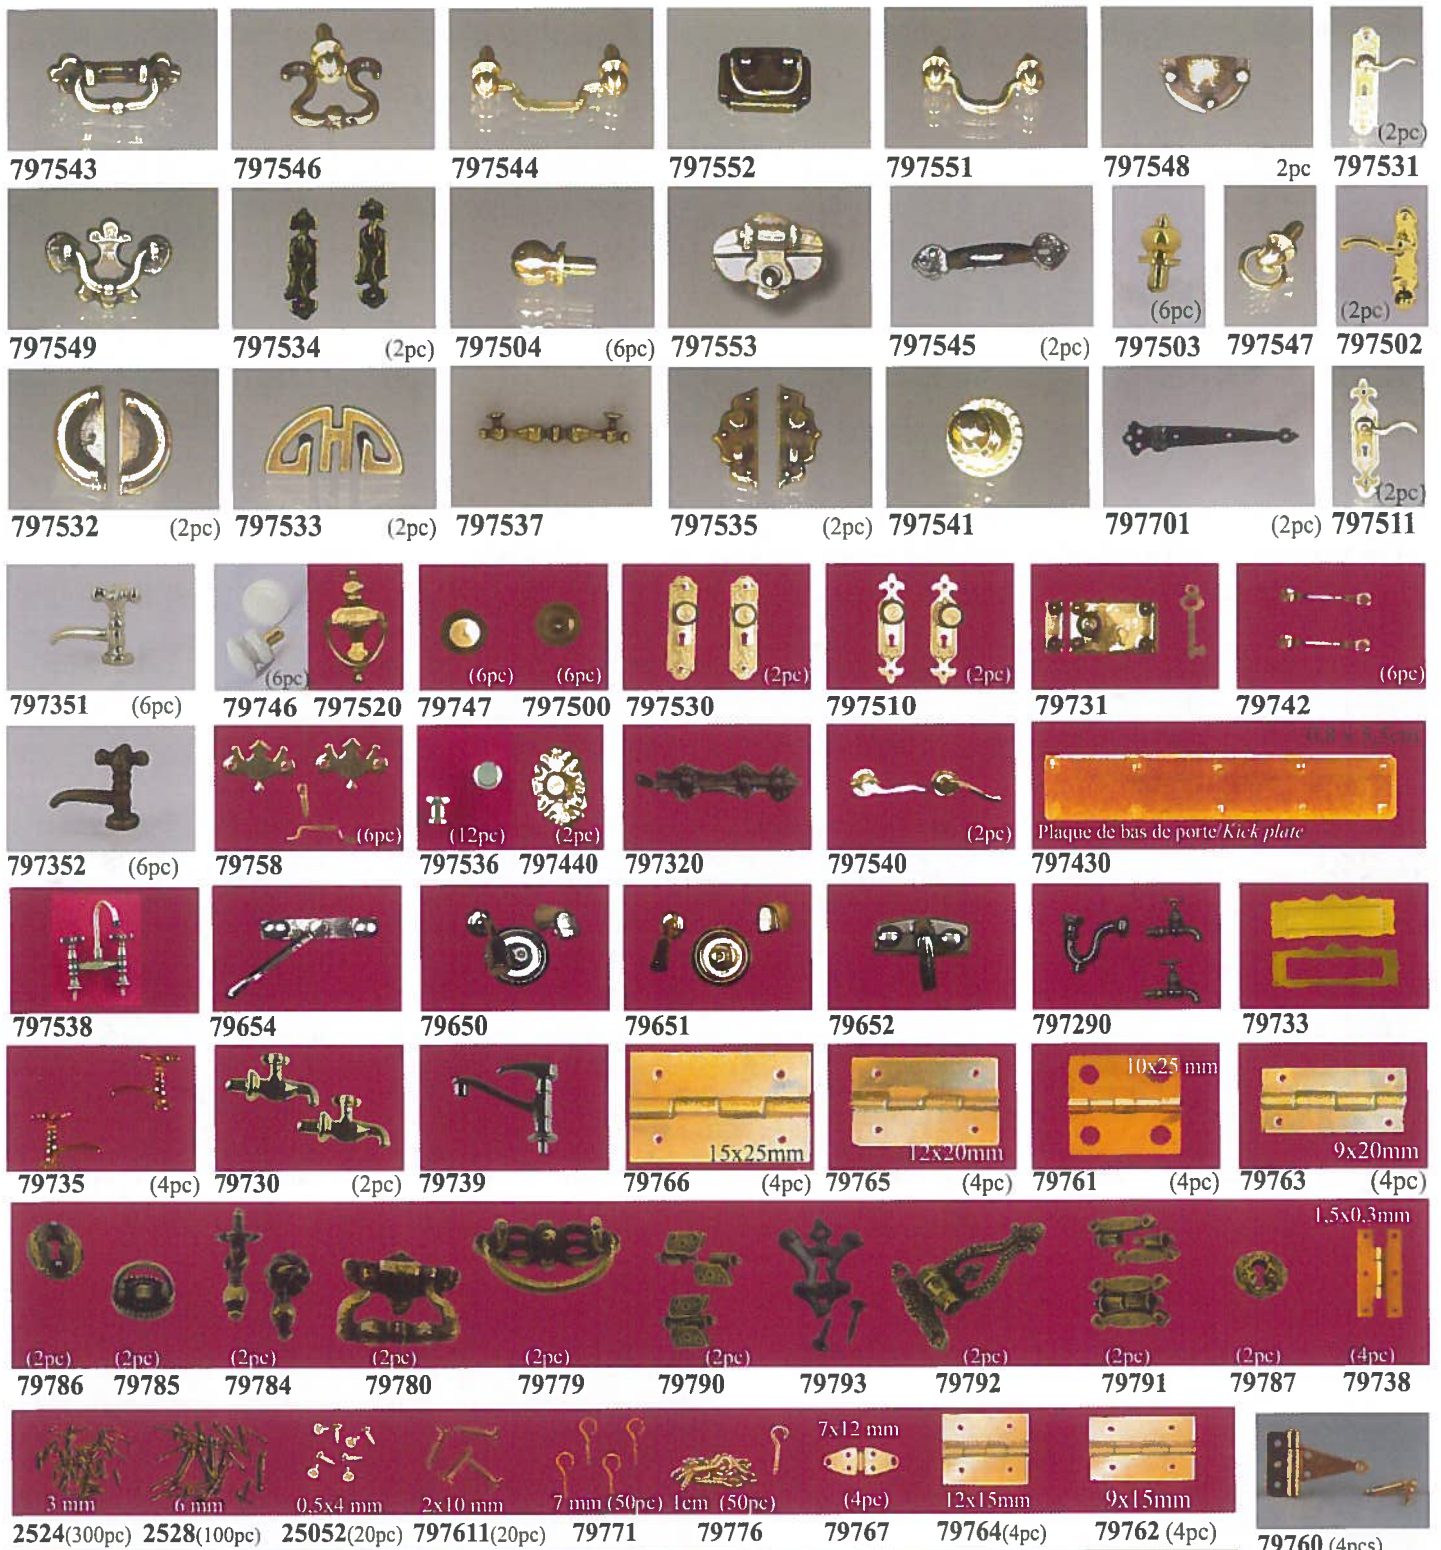 797543 797546 797544 797552 797551 797548 2pc (2pc) 797531
797549 797534 (2pc) 797504 (6pc) 797553 797545 (2pc) (6pc) 797503 797547 (2pc) 797502
797532 (2pc) 797533 (2pc) 797537 797535 (2pc) 797541 797701 (2pc) (2pc) 797511
(6pc) (6pc) (6pc) (2pc) (2pc) (6pc)
797351 (6pc) 79746 797520 79747 797500 797530 797510 79731 79742
(6pc) (12pc) (2pc) (2pc) Plaque de bas de porte/Kick plate
797352 (6pc) 79758 797536 797440 797320 797540 797430
797538 79654 79650 79651 79652 797290 79733
15x25mm 12x20mm 10x25 mm 9x20mm
79735 (4pc) 79730 (2pc) 79739 79766 (4pc) 79765 (4pc) 79761 (4pc) 79763 (4pc)
1,5x0,3mm
(2pc) (2pc) (2pc) (2pc) (2pc) (2pc) (2pc) (2pc) (2pc) (4pc)
79786 79785 79784 79780 79779 79790 79793 79792 79791 79787 79738
7x12 mm
3 mm 6 mm 0,5x4 mm 2x10 mm 7 mm (50pc) 1cm (50pc) (4pc) 12x15mm 9x15mm
2524(300pc) 2528(100pc) 25052(20pc) 797611(20pc) 79771 79776 79767 79764(4pc) 79762 (4pc) 79760 (4pcs)